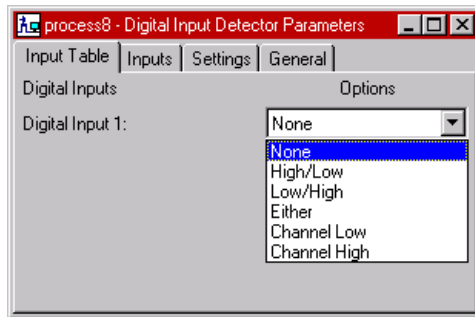 process8 - Digital Input Detector Parameters
Input Table Inputs Settings General
Digital Inputs Options
Digital Input 1: None
None
High/Low
Low/High
Either
Channel Low
Channel High